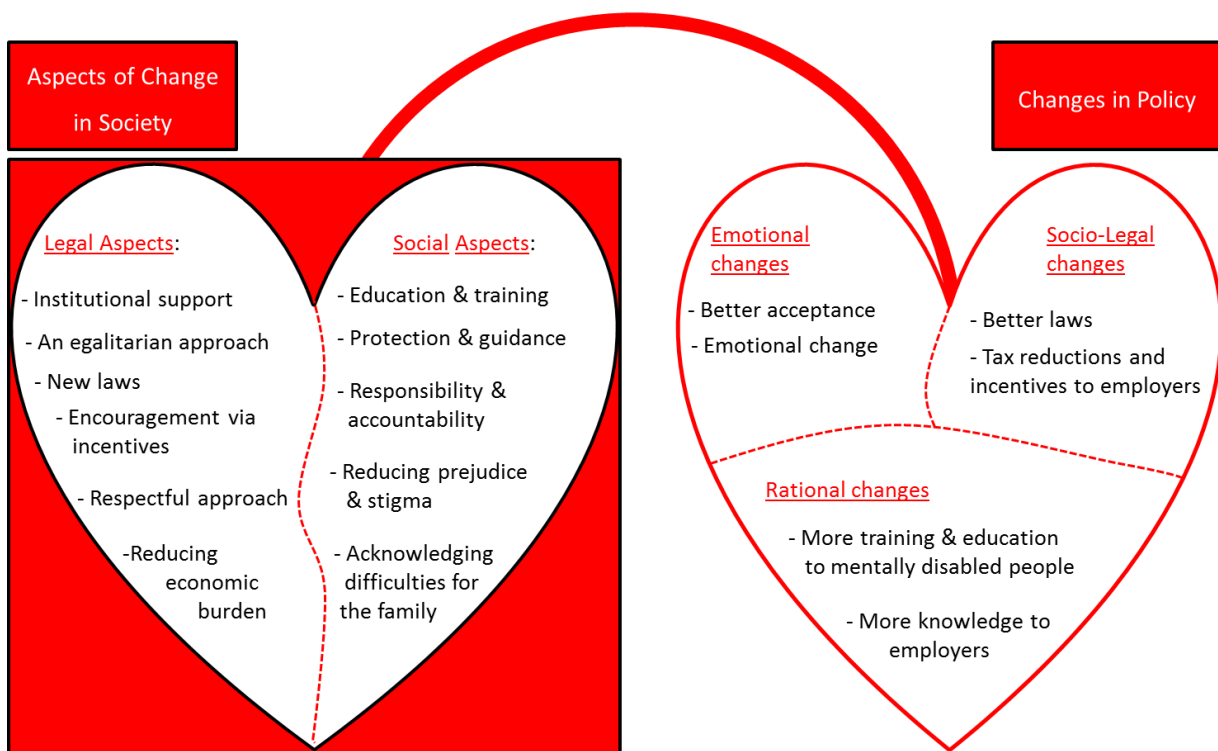 Aspects of Change
in Society
Legal Aspects:
- Institutional support
- An egalitarian approach
- New laws
- Encouragement via
incentives
- Respectful approach
-Reducing
economic
burden
Social Aspects:
- Education & training
- Protection & guidance
- Responsibility &
accountability
- Reducing prejudice
& stigma
- Acknowledging
difficulties for
the family
Changes in Policy
Emotional
changes
- Better acceptance
- Emotional change
Socio-Legal
changes
- Better laws
- Tax reductions and
incentives to employers
Rational changes
- More training & education
to mentally disabled people
- More knowledge to
employers